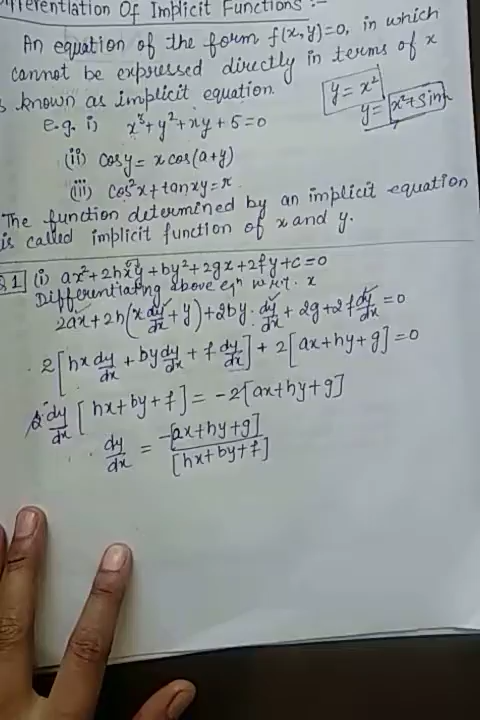 Differentiation Of Implicit Functions :-
An equation of the form f(x,y)=0, in which
cannot be expressed directly in terms of x
is known as implicit equation.
y = x²
y = x²+sinx
e.g. i) x³+y²+xy+5=0
(ii) cosy = x cos(a+y)
(iii) cos²x+tanxy=π
The function determined by an implicit equation
is called implicit function of x and y.
Q1 (i) ax²+2hxy+by²+2gx+2fy+c=0
Differentiating above eqⁿ w.r.t. x
2ax+2h(x dy/dx + y)+2by. dy/dx + 2g+2f dy/dx = 0
2[hx dy/dx + by dy/dx + f dy/dx] + 2[ax+hy+g]=0
2 dy/dx [hx+by+f] = -2[ax+hy+g]
dy/dx = -[ax+hy+g] / [hx+by+f]